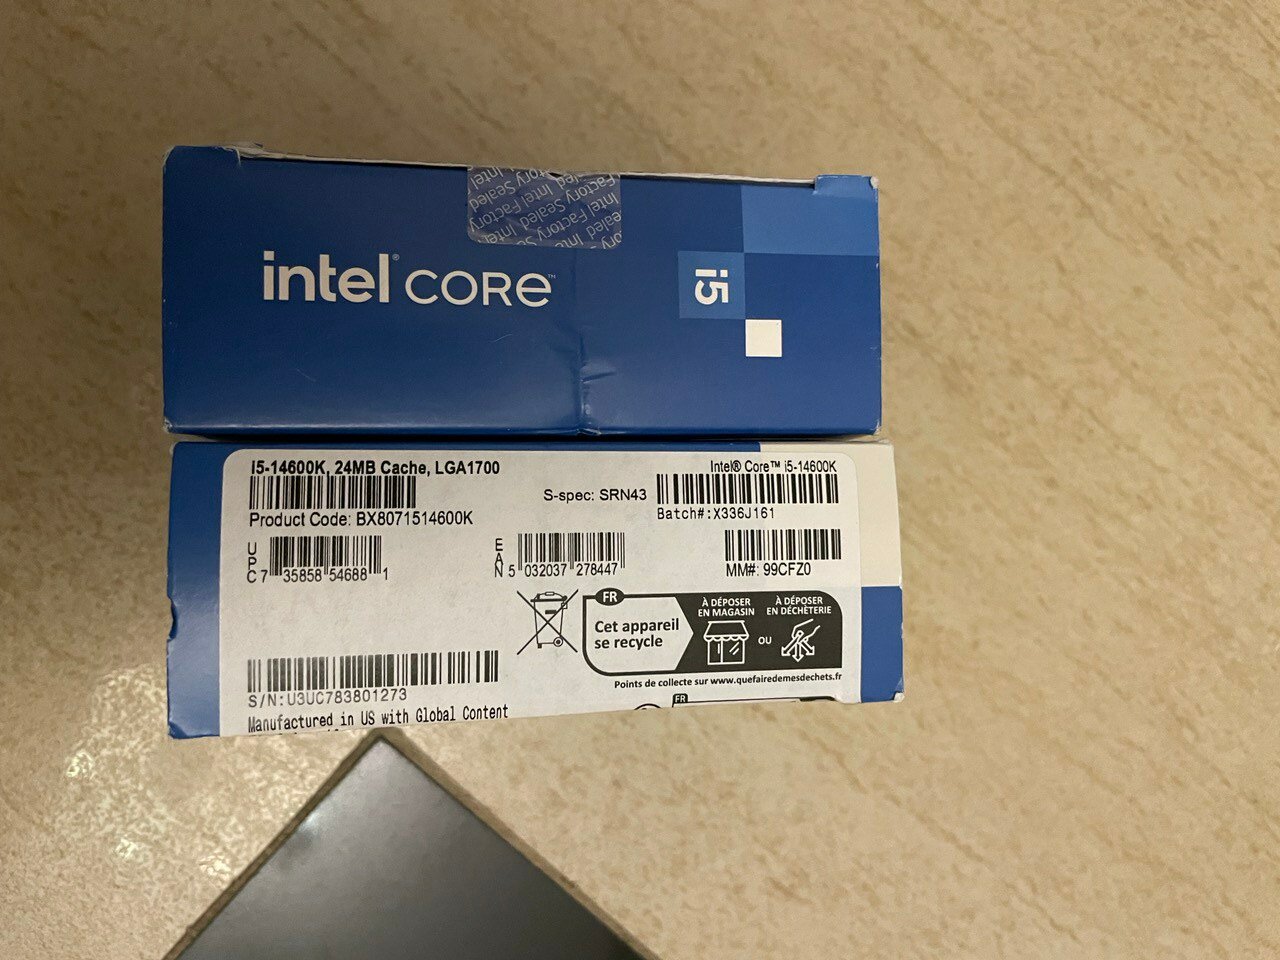 Intel Factory Sealed
intel® CORE™
i5
I5-14600K, 24MB Cache, LGA1700
Intel® Core™ i5-14600K
S-spec: SRN43
Product Code: BX8071514600K
Batch#:X336J161
UPC 7 35858 54688 1
EAN 5 032037 278447
MM#: 99CFZ0
FR
Cet appareil
se recycle
À DÉPOSER
EN MAGASIN
OU
À DÉPOSER
EN DÉCHÈTERIE
Points de collecte sur www.quefairedemesdechets.fr
S/N:U3UC783801273
FR
Manufactured in US with Global Content